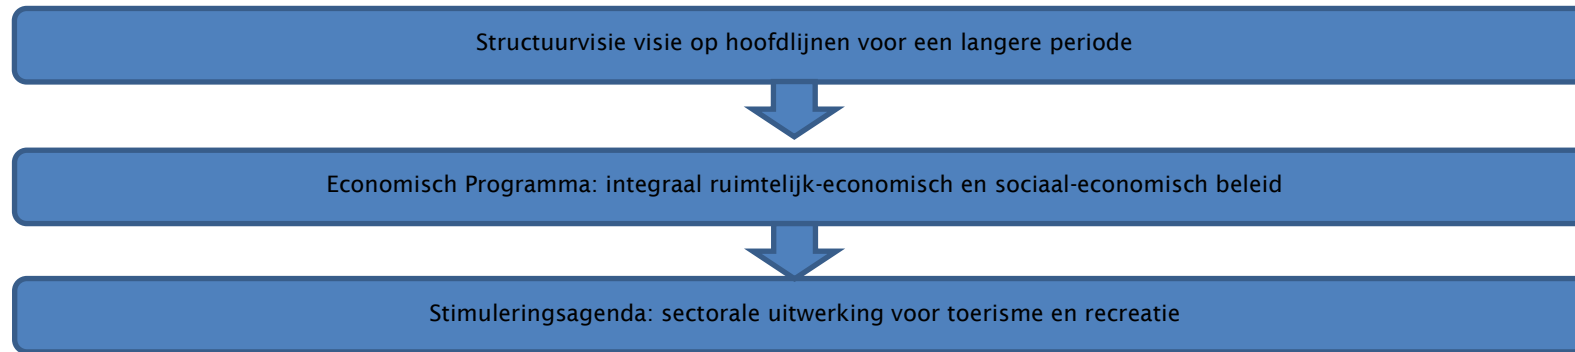 Structuurvisie visie op hoofdlijnen voor een langere periode
Economisch Programma: integraal ruimtelijk-economisch en sociaal-economisch beleid
Stimuleringsagenda: sectorale uitwerking voor toerisme en recreatie